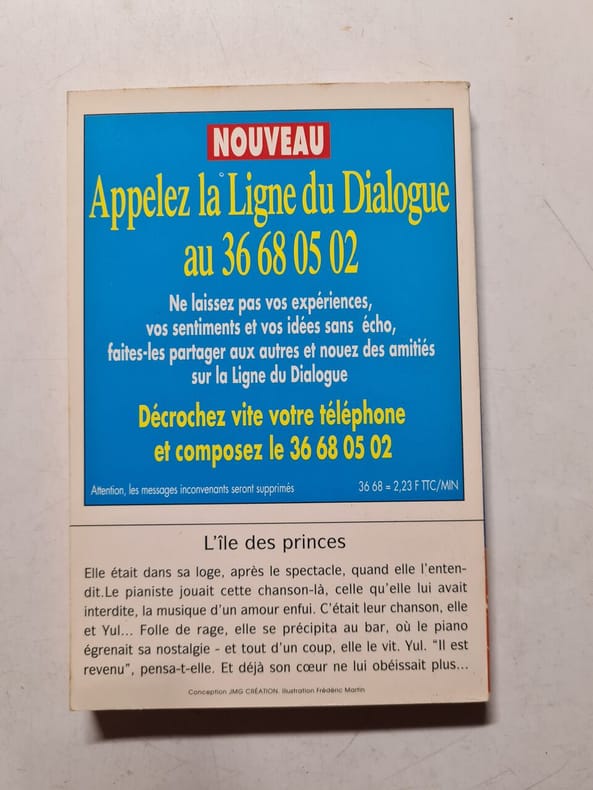 NOUVEAU
Appelez la Ligne du Dialogue
au 36 68 05 02
Ne laissez pas vos expériences,
vos sentiments et vos idées sans écho,
faites-les partager aux autres et nouez des amitiés
sur la Ligne du Dialogue
Décrochez vite votre téléphone
et composez le 36 68 05 02
Attention, les messages inconvenants seront supprimés
36 68 = 2,23 F TTC/MIN
L'île des princes
Elle était dans sa loge, après le spectacle, quand elle l'enten-
dit.Le pianiste jouait cette chanson-là, celle qu'elle lui avait
interdite, la musique d'un amour enfui. C'était leur chanson, elle
et Yul... Folle de rage, elle se précipita au bar, où le piano
égrenait sa nostalgie - et tout d'un coup, elle le vit. Yul. "Il est
revenu", pensa-t-elle. Et déjà son cœur ne lui obéissait plus...
Conception JMG CRÉATION. Illustration Frédéric Martin